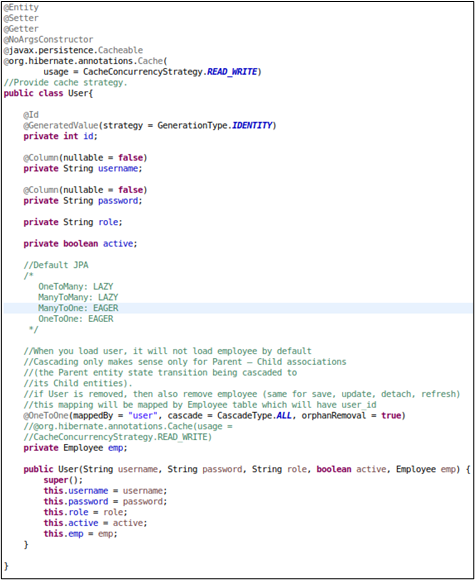 @Entity
@Setter
@Getter
@NoArgsConstructor
@javax.persistence.Cacheable
@org.hibernate.annotations.Cache(
        usage = CacheConcurrencyStrategy.READ_WRITE)
//Provide cache strategy.
public class User{
    @Id
    @GeneratedValue(strategy = GenerationType.IDENTITY)
    private int id;
    @Column(nullable = false)
    private String username;
    @Column(nullable = false)
    private String password;
    private String role;
    private boolean active;
    //Default JPA
    /*
       OneToMany: LAZY
       ManyToMany: LAZY
       ManyToOne: EAGER
       OneToOne: EAGER
     */
    //When you load user, it will not load employee by default
    //Cascading only makes sense only for Parent – Child associations
    //(the Parent entity state transition being cascaded to
    //its Child entities).
    //if User is removed, then also remove employee (same for save, update, detach, refresh)
    //this mapping will be mapped by Employee table which will have user_id
    @OneToOne(mappedBy = "user", cascade = CascadeType.ALL, orphanRemoval = true)
    //@org.hibernate.annotations.Cache(usage =
    //CacheConcurrencyStrategy.READ_WRITE)
    private Employee emp;
    public User(String username, String password, String role, boolean active, Employee emp) {
        super();
        this.username = username;
        this.password = password;
        this.role = role;
        this.active = active;
        this.emp = emp;
    }
}